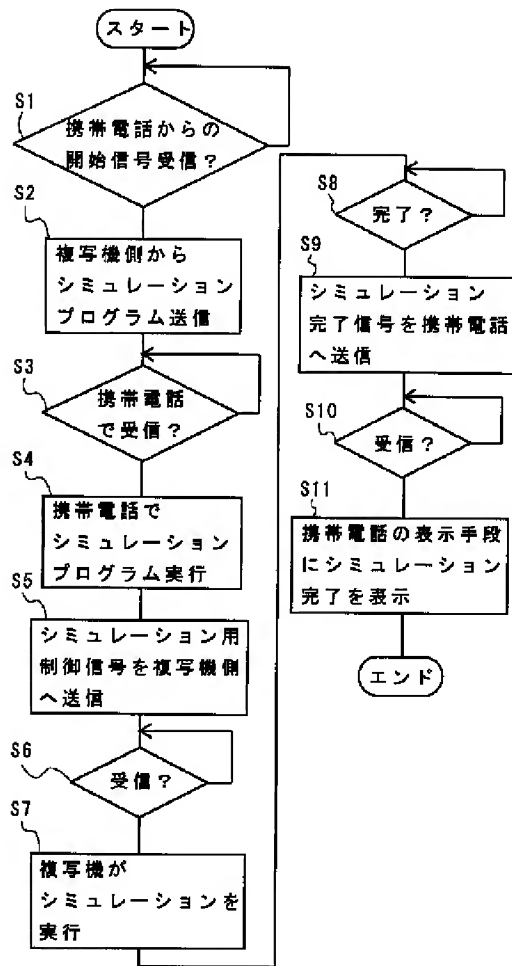 スタート
S1
携帯電話からの
開始信号受信？
S2
複写機側から
シミュレーション
プログラム送信
S3
携帯電話
で受信？
S4
携帯電話で
シミュレーション
プログラム実行
S5
シミュレーション用
制御信号を複写機側
へ送信
S6
受信？
S7
複写機が
シミュレーションを
実行
S8
完了？
S9
シミュレーション
完了信号を携帯電話
へ送信
S10
受信？
S11
携帯電話の表示手段
にシミュレーション
完了を表示
エンド